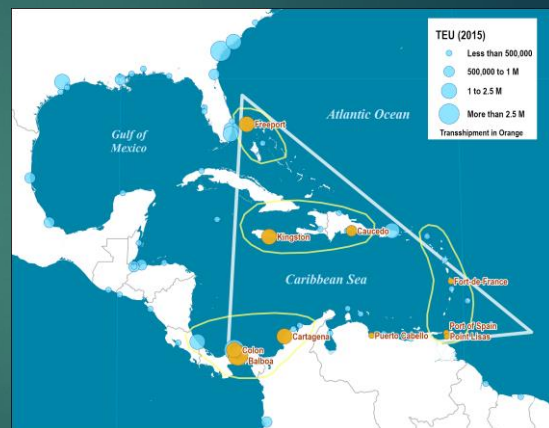 TEU (2015)
Less than 500,000
500,000 to 1 M
1 to 2.5 M
More than 2.5 M
Transshipment in Orange
Atlantic Ocean
Gulf of
Mexico
Freeport
Kingston
Caucedo
Caribbean Sea
Fort-de-France
Port of Spain
Point Lisas
Puerto Cabello
Cartagena
Colon
Balboa